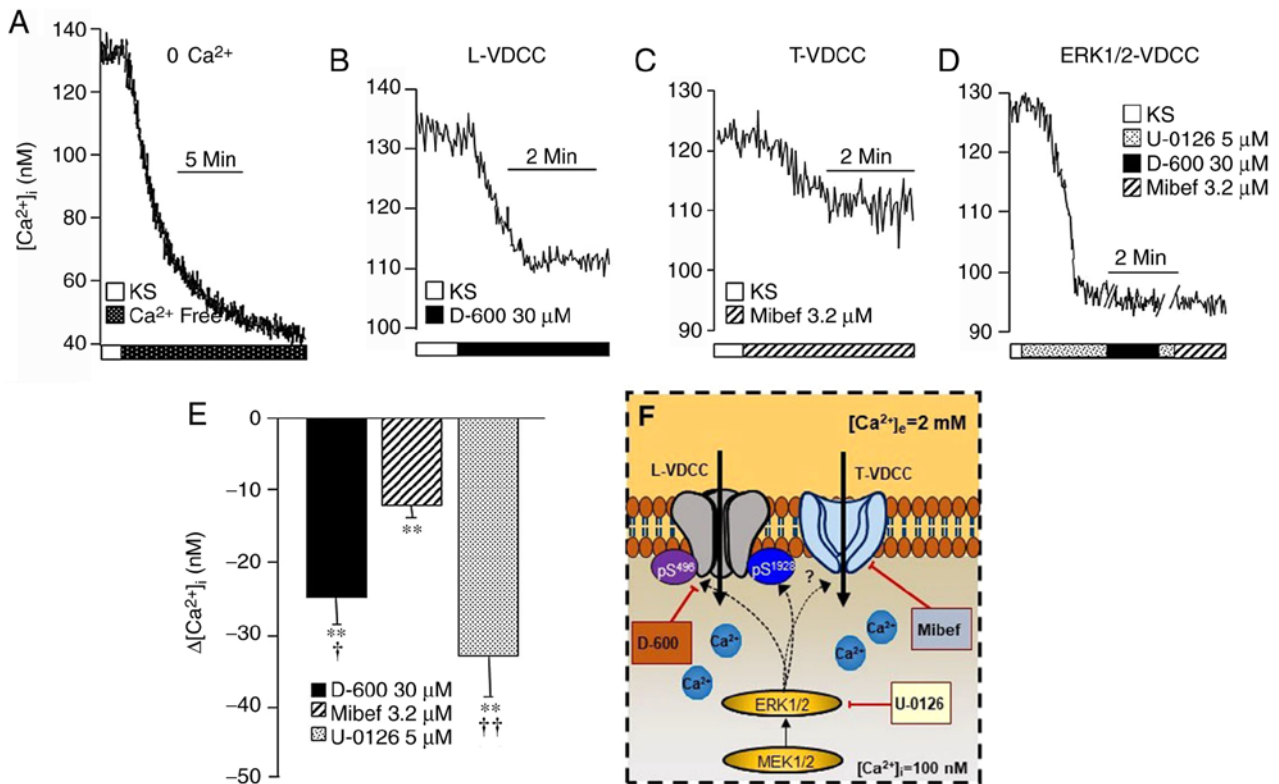 A
140
120
100
80
60
40
[Ca²⁺]ᵢ (nM)
0 Ca²⁺
5 Min
KS
Ca²⁺ Free
B
L-VDCC
140
130
120
110
100
2 Min
KS
D-600 30 µM
C
T-VDCC
130
120
110
100
90
2 Min
KS
Mibef 3.2 µM
D
ERK1/2-VDCC
130
120
110
100
90
KS
U-0126 5 µM
D-600 30 µM
Mibef 3.2 µM
2 Min
E
0
−10
−20
−30
−40
−50
Δ[Ca²⁺]ᵢ (nM)
**
†
**
**
††
D-600 30 µM
Mibef 3.2 µM
U-0126 5 µM
F
[Ca²⁺]ₑ=2 mM
L-VDCC
T-VDCC
pS⁴⁹⁶
pS¹⁹²⁸
?
D-600
Mibef
Ca²⁺
Ca²⁺
Ca²⁺
Ca²⁺
ERK1/2
U-0126
MEK1/2
[Ca²⁺]ᵢ=100 nM